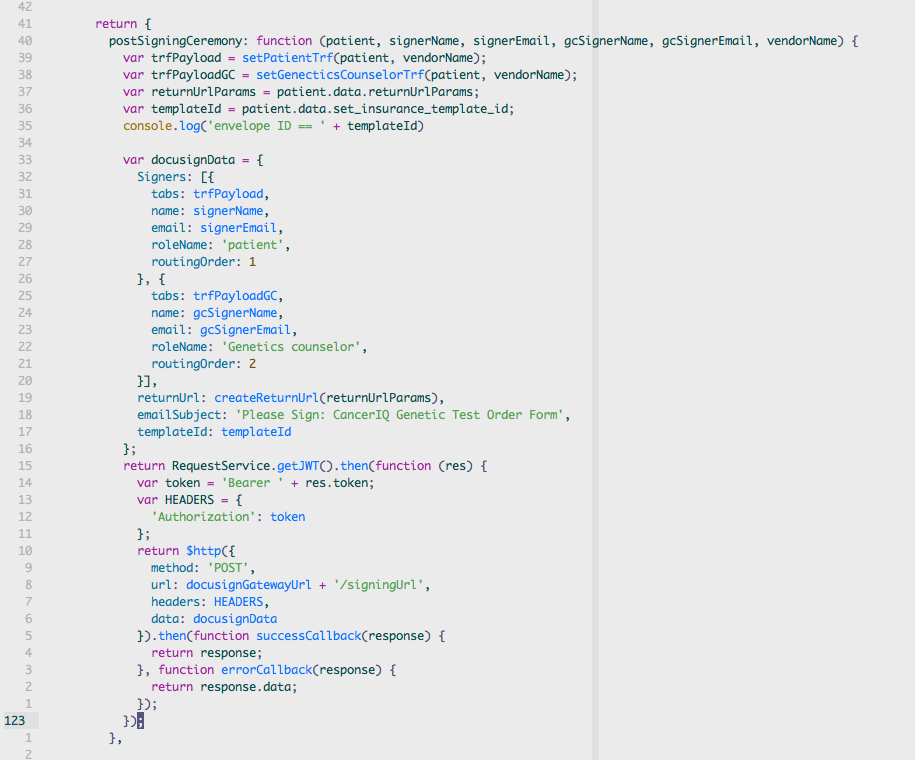 42
41 return {
40 postSigningCeremony: function (patient, signerName, signerEmail, gcSignerName, gcSignerEmail, vendorName) {
39 var trfPayload = setPatientTrf(patient, vendorName);
38 var trfPayloadGC = setGenecticsCounselorTrf(patient, vendorName);
37 var returnUrlParams = patient.data.returnUrlParams;
36 var templateId = patient.data.set_insurance_template_id;
35 console.log('envelope ID == ' + templateId)
34
33 var docusignData = {
32 Signers: [{
31 tabs: trfPayload,
30 name: signerName,
29 email: signerEmail,
28 roleName: 'patient',
27 routingOrder: 1
26 }, {
25 tabs: trfPayloadGC,
24 name: gcSignerName,
23 email: gcSignerEmail,
22 roleName: 'Genetics counselor',
21 routingOrder: 2
20 }],
19 returnUrl: createReturnUrl(returnUrlParams),
18 emailSubject: 'Please Sign: CancerIQ Genetic Test Order Form',
17 templateId: templateId
16 };
15 return RequestService.getJWT().then(function (res) {
14 var token = 'Bearer ' + res.token;
13 var HEADERS = {
12 'Authorization': token
11 };
10 return $http({
9 method: 'POST',
8 url: docusignGatewayUrl + '/signingUrl',
7 headers: HEADERS,
6 data: docusignData
5 }).then(function successCallback(response) {
4 return response;
3 }, function errorCallback(response) {
2 return response.data;
1 });
123 });
1 },
2